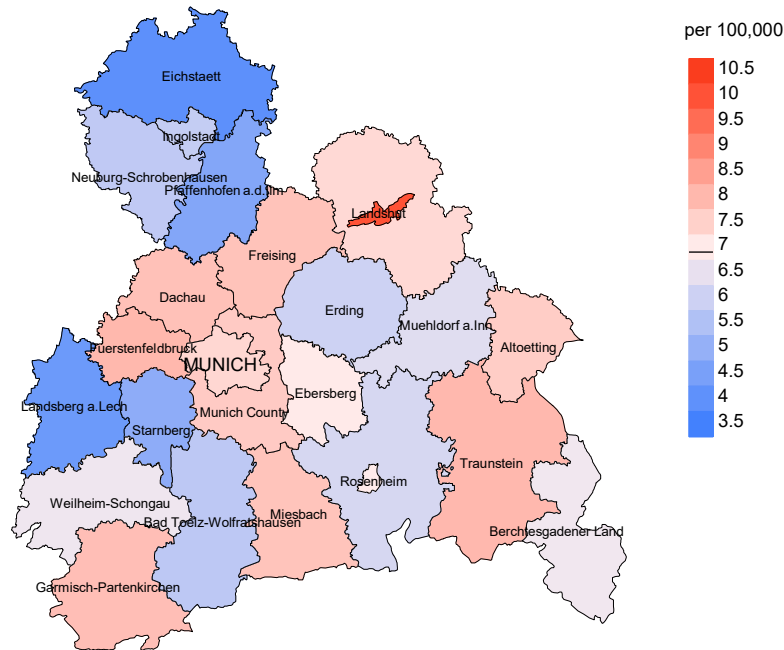 per 100,000
10.5
10
9.5
9
8.5
8
7.5
7
6.5
6
5.5
5
4.5
4
3.5
Eichstaett
Ingolstadt
Neuburg-Schrobenhausen
Pfaffenhofen a.d.Ilm
Landshut
Freising
Dachau
Erding
Muehldorf a.Inn
Altoetting
Fuerstenfeldbruck
MUNICH
Ebersberg
Landsberg a.Lech
Munich County
Starnberg
Traunstein
Rosenheim
Weilheim-Schongau
Bad Toelz-Wolfratshausen
Miesbach
Berchtesgadener Land
Garmisch-Partenkirchen